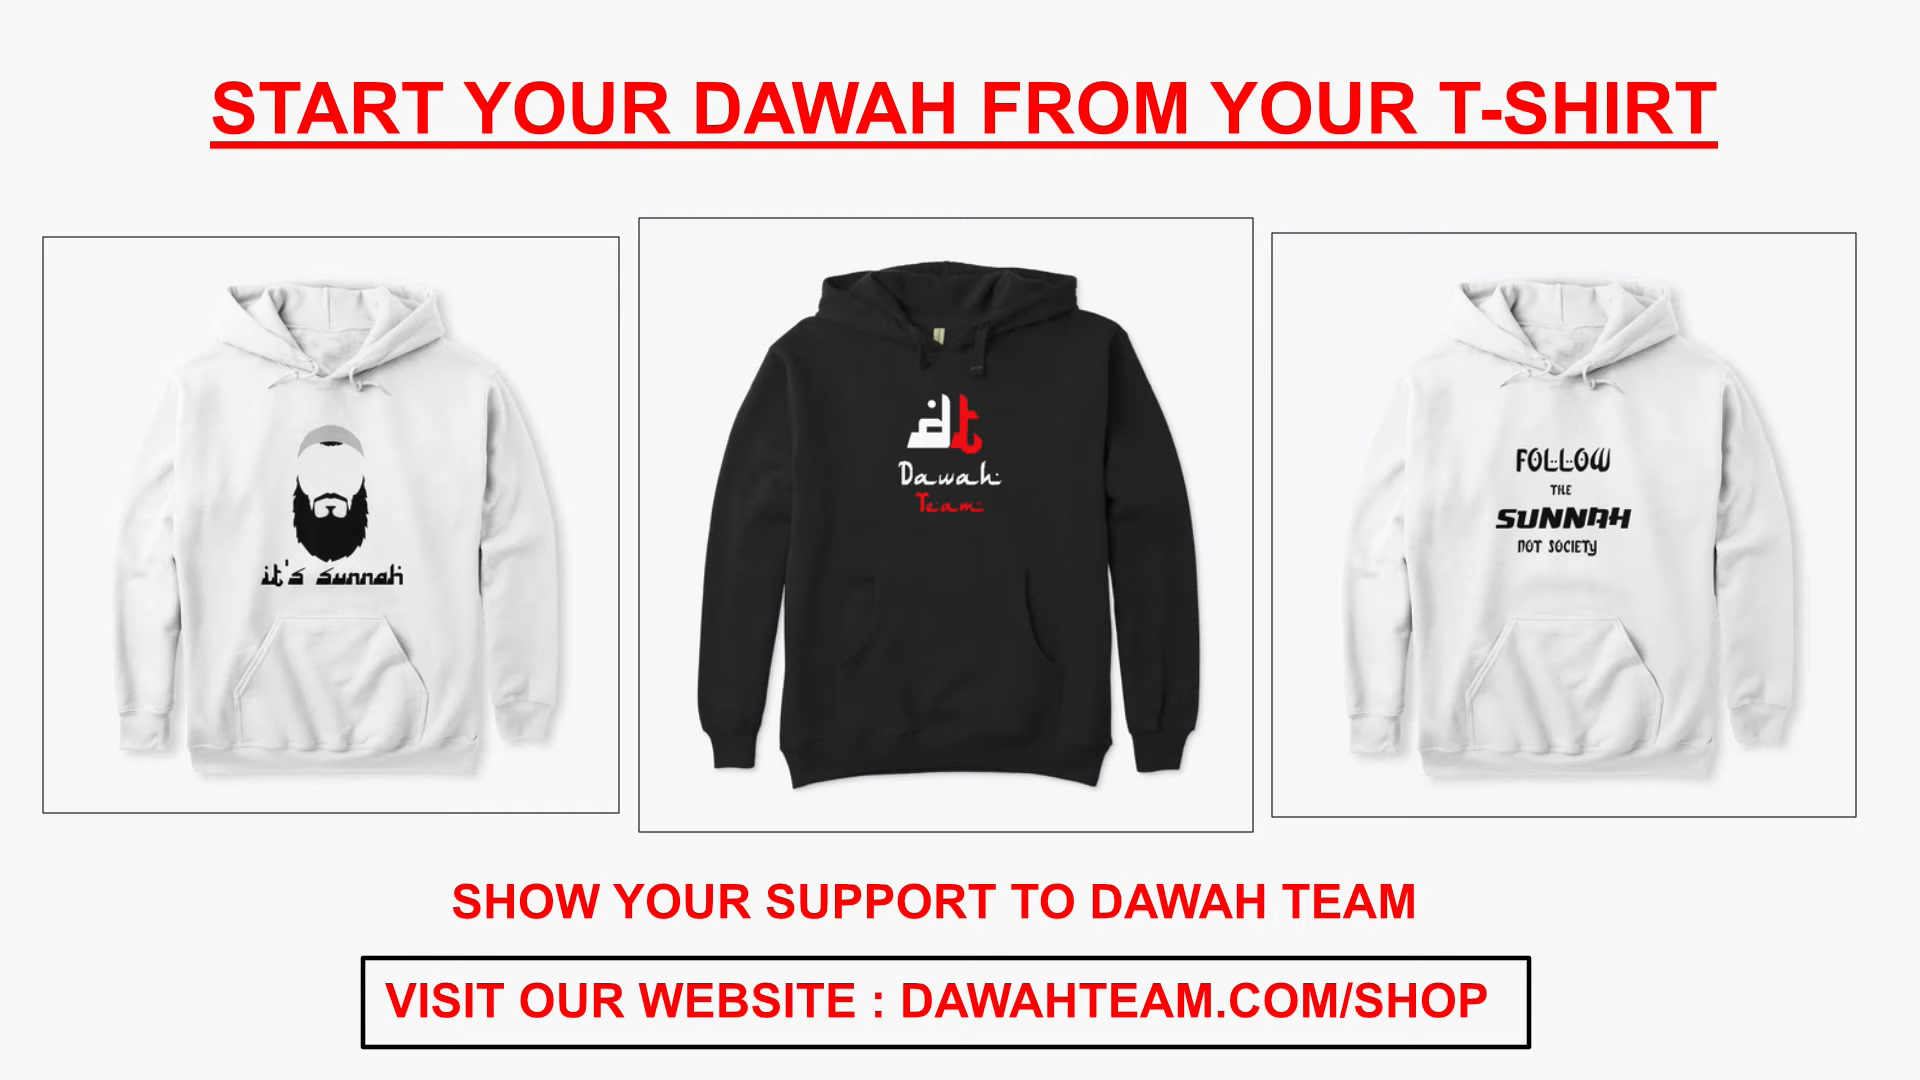 START YOUR DAWAH FROM YOUR T-SHIRT
it's sunnah
dt
Dawah
Team
FOLLOW
THE
SUNNAH
NOT SOCIETY
SHOW YOUR SUPPORT TO DAWAH TEAM
VISIT OUR WEBSITE : DAWAHTEAM.COM/SHOP